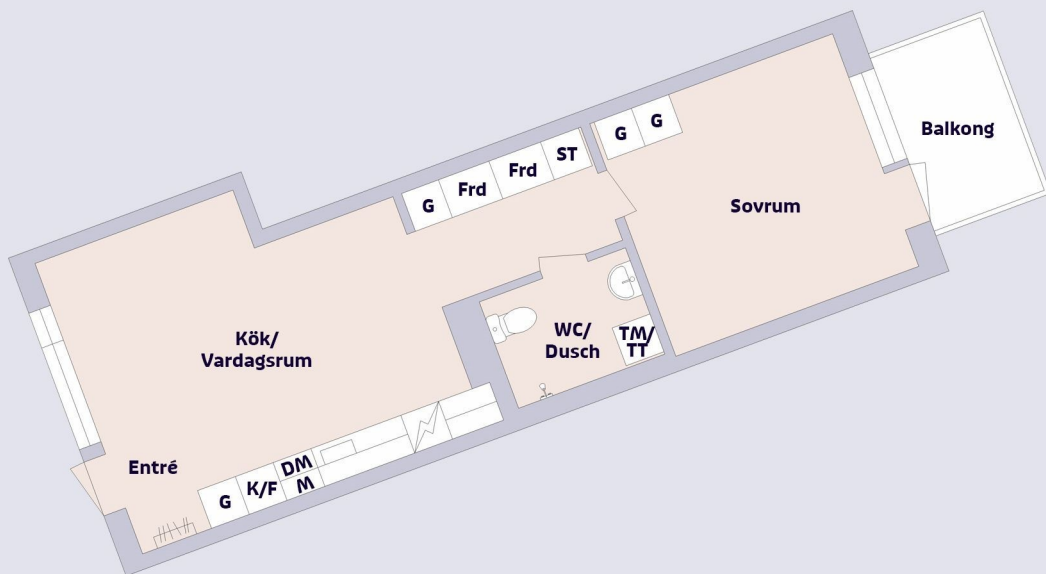 Balkong
G
G
Sovrum
ST
Frd
Frd
G
Kök/
Vardagsrum
WC/
Dusch
TM/
TT
Entré
DM
M
K/F
G